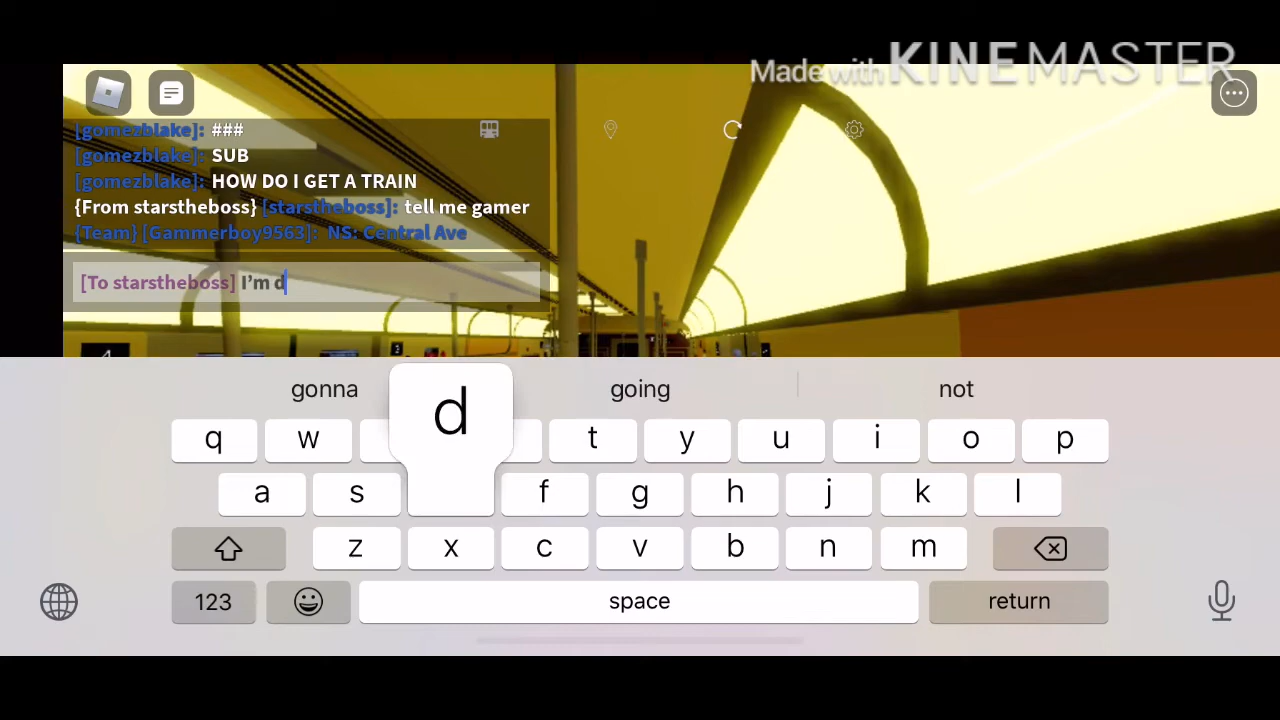 Made with KINEMASTER
[gomezblake]: ###
[gomezblake]: SUB
[gomezblake]: HOW DO I GET A TRAIN
{From starstheboss} [starstheboss]: tell me gamer
{Team} [Gammerboy9563]: NS: Central Ave
[To starstheboss] I’m d
gonna going not
d
q w t y u i o p
a s f g h j k l
z x c v b n m
123 space return